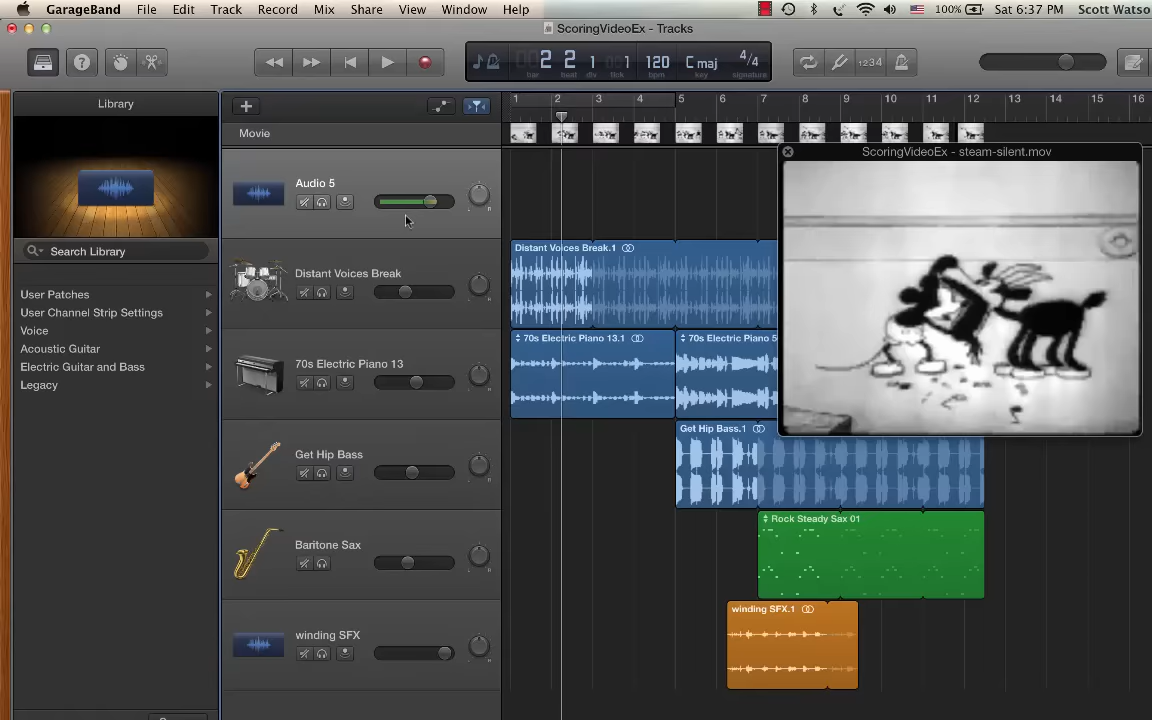 GarageBand File Edit Track Record Mix Share View Window Help 100% Sat 6:37 PM Scott Watso
ScoringVideoEx - Tracks
2 2 1 1 120 C maj 4/4
bar beat div tick bpm key signature
1234
Library
1 2 3 4 5 6 7 8 9 10 11 12 13 14 15 16
Movie
ScoringVideoEx - steam-silent.mov
Audio 5
L R
Search Library
Distant Voices Break.1
Distant Voices Break
L R
User Patches
User Channel Strip Settings
Voice
Acoustic Guitar
Electric Guitar and Bass
Legacy
70s Electric Piano 13.1
70s Electric Piano 5
70s Electric Piano 13
L R
Get Hip Bass.1
Get Hip Bass
L R
Rock Steady Sax 01
Baritone Sax
L R
winding SFX.1
winding SFX
L R